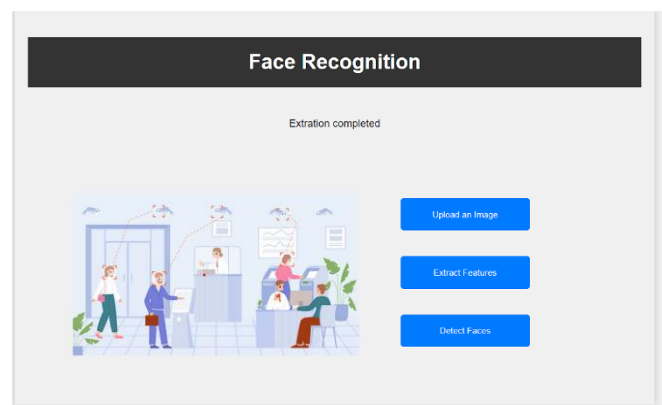 Face Recognition
Extration completed
Upload an Image
Extract Features
Detect Faces